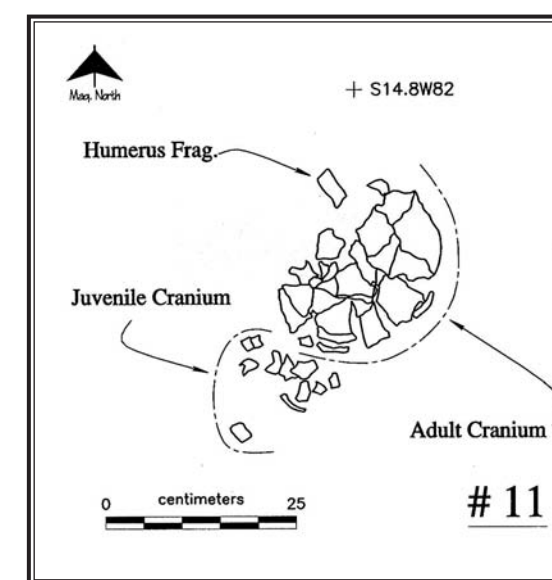 Mag. North
+ S14.8W82
Humerus Frag.
Juvenile Cranium
Adult Cranium
0 centimeters 25
# 11